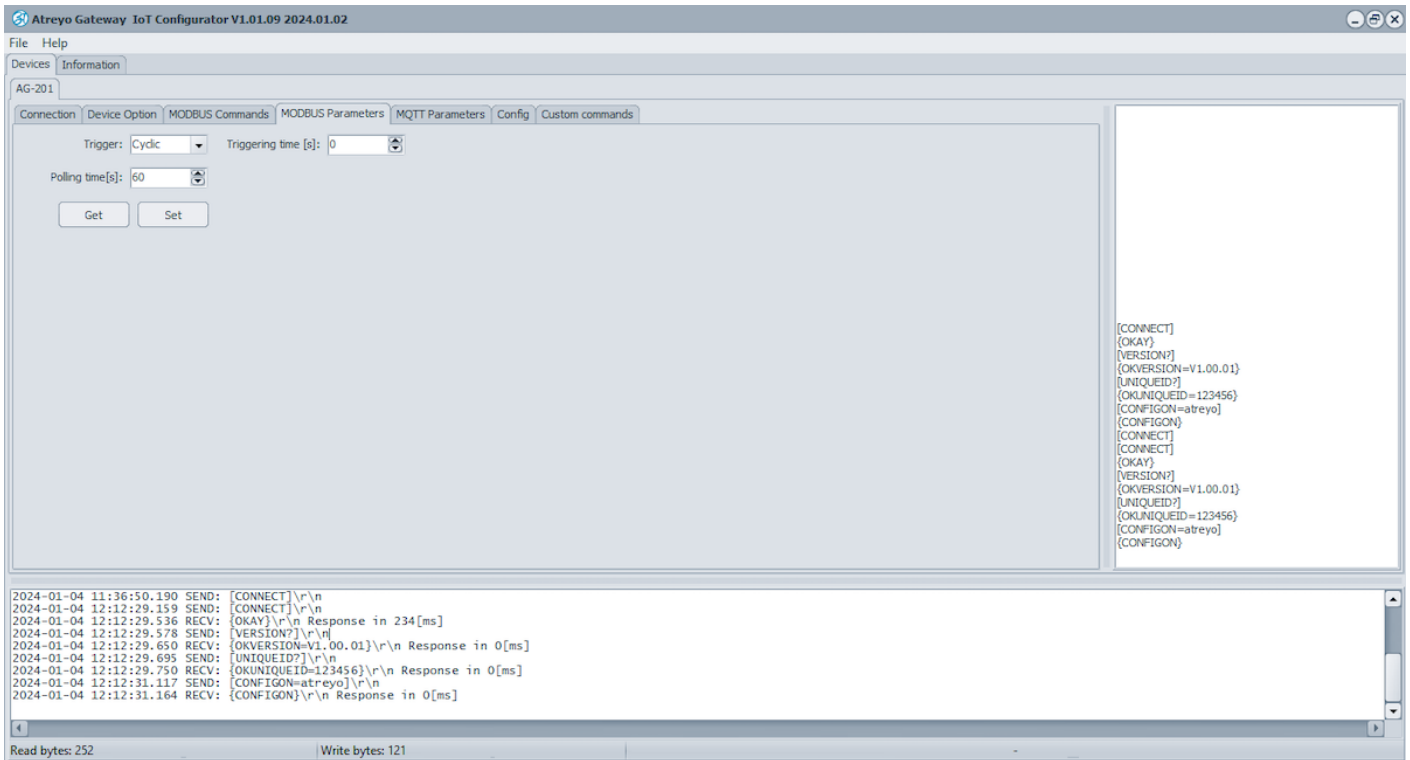 Atreyo Gateway IoT Configurator V1.01.09 2024.01.02
File Help
Devices Information
AG-201
Connection Device Option MODBUS Commands MODBUS Parameters MQTT Parameters Config Custom commands
Trigger: Cyclic Triggering time [s]: 0
Polling time[s]: 60
Get Set
[CONNECT]
{OKAY}
[VERSION?]
{OKVERSION=V1.00.01}
[UNIQUEID?]
{OKUNIQUEID=123456}
[CONFIGON=atreyo]
{CONFIGON}
[CONNECT]
[CONNECT]
{OKAY}
[VERSION?]
{OKVERSION=V1.00.01}
[UNIQUEID?]
{OKUNIQUEID=123456}
[CONFIGON=atreyo]
{CONFIGON}
2024-01-04 11:36:50.190 SEND: [CONNECT]\r\n
2024-01-04 12:12:29.159 SEND: [CONNECT]\r\n
2024-01-04 12:12:29.536 RECV: {OKAY}\r\n Response in 234[ms]
2024-01-04 12:12:29.578 SEND: [VERSION?]\r\n
2024-01-04 12:12:29.650 RECV: {OKVERSION=V1.00.01}\r\n Response in 0[ms]
2024-01-04 12:12:29.695 SEND: [UNIQUEID?]\r\n
2024-01-04 12:12:29.750 RECV: {OKUNIQUEID=123456}\r\n Response in 0[ms]
2024-01-04 12:12:31.117 SEND: [CONFIGON=atreyo]\r\n
2024-01-04 12:12:31.164 RECV: {CONFIGON}\r\n Response in 0[ms]
Read bytes: 252 Write bytes: 121 -